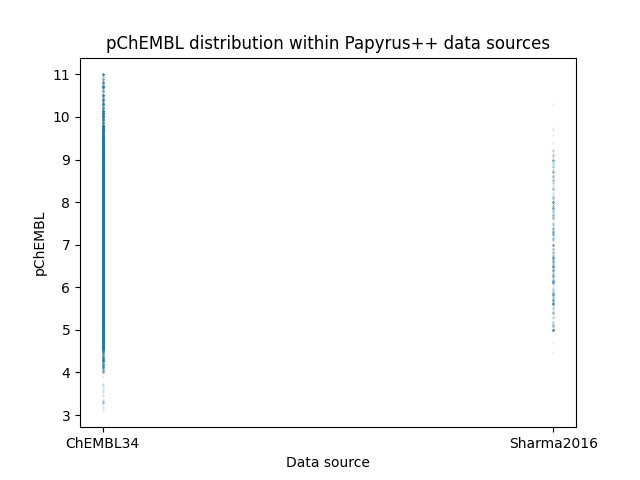 pChEMBL distribution within Papyrus++ data sources
11
10
9
8
7
6
5
4
3
pChEMBL
ChEMBL34
Sharma2016
Data source